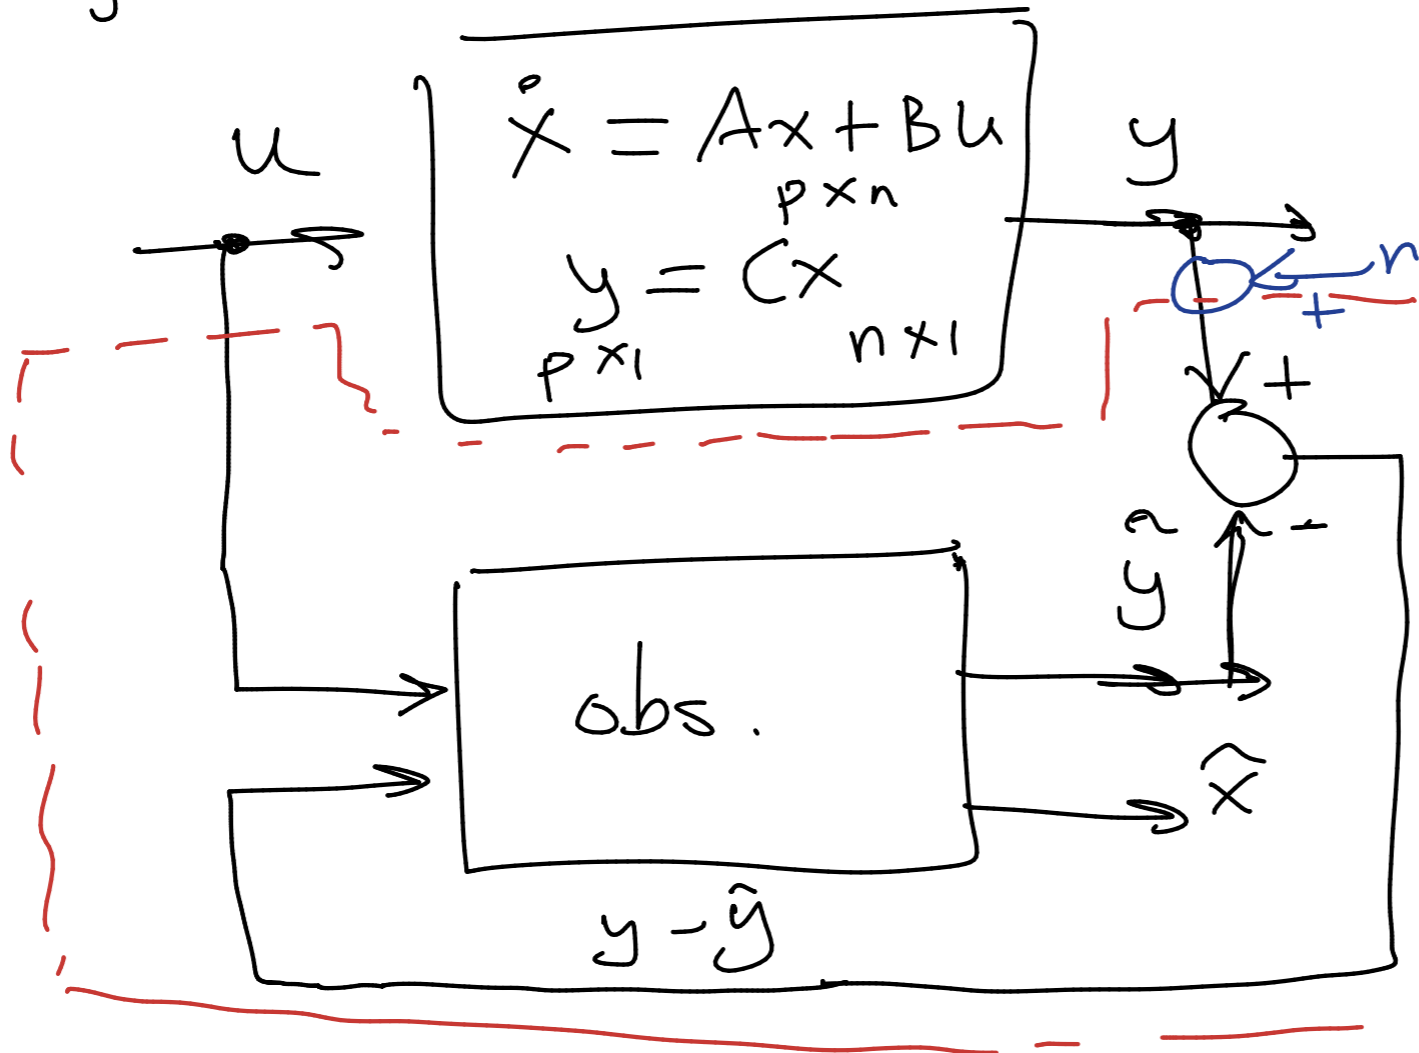 ẋ = Ax + Bu
u
y
p×n
y = Cx
n
+
p×1
n×1
+
ŷ
−
obs.
x̂
y − ŷ